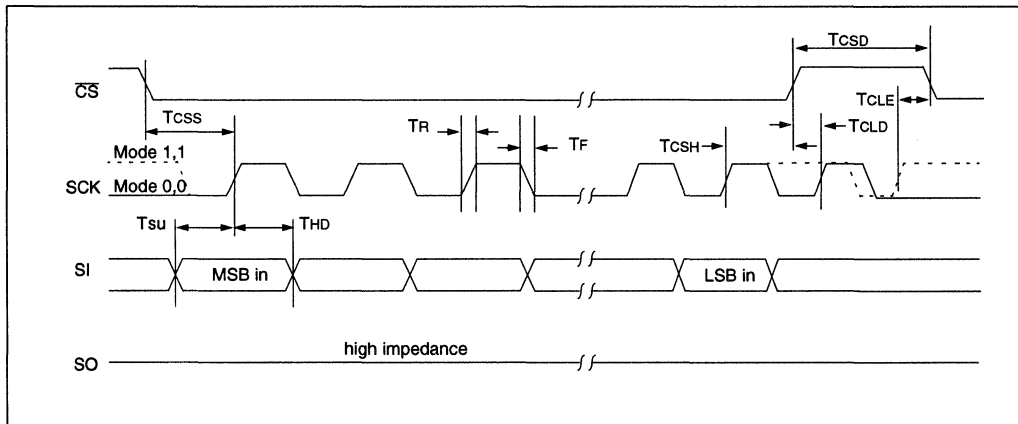 TCSD
CS
TCLE
TCSS
TR
TF
TCSH
TCLD
Mode 1,1
SCK
Mode 0,0
Tsu
THD
SI
MSB in
LSB in
high impedance
SO